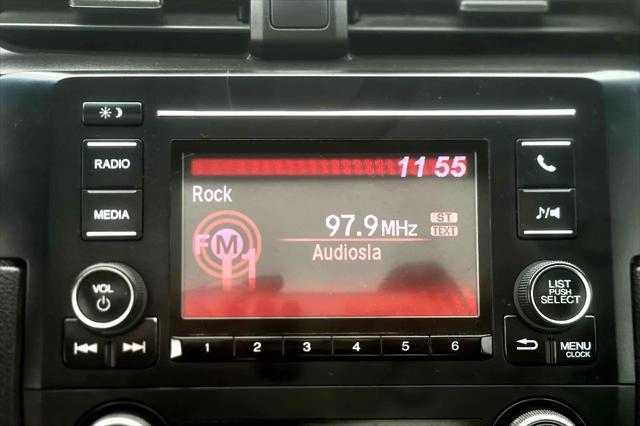 11 55
RADIO
Rock
MEDIA
97.9 MHz
ST
TEXT
FM
1
Audiosla
VOL
LIST
PUSH
SELECT
1 2 3 4 5 6
MENU
CLOCK